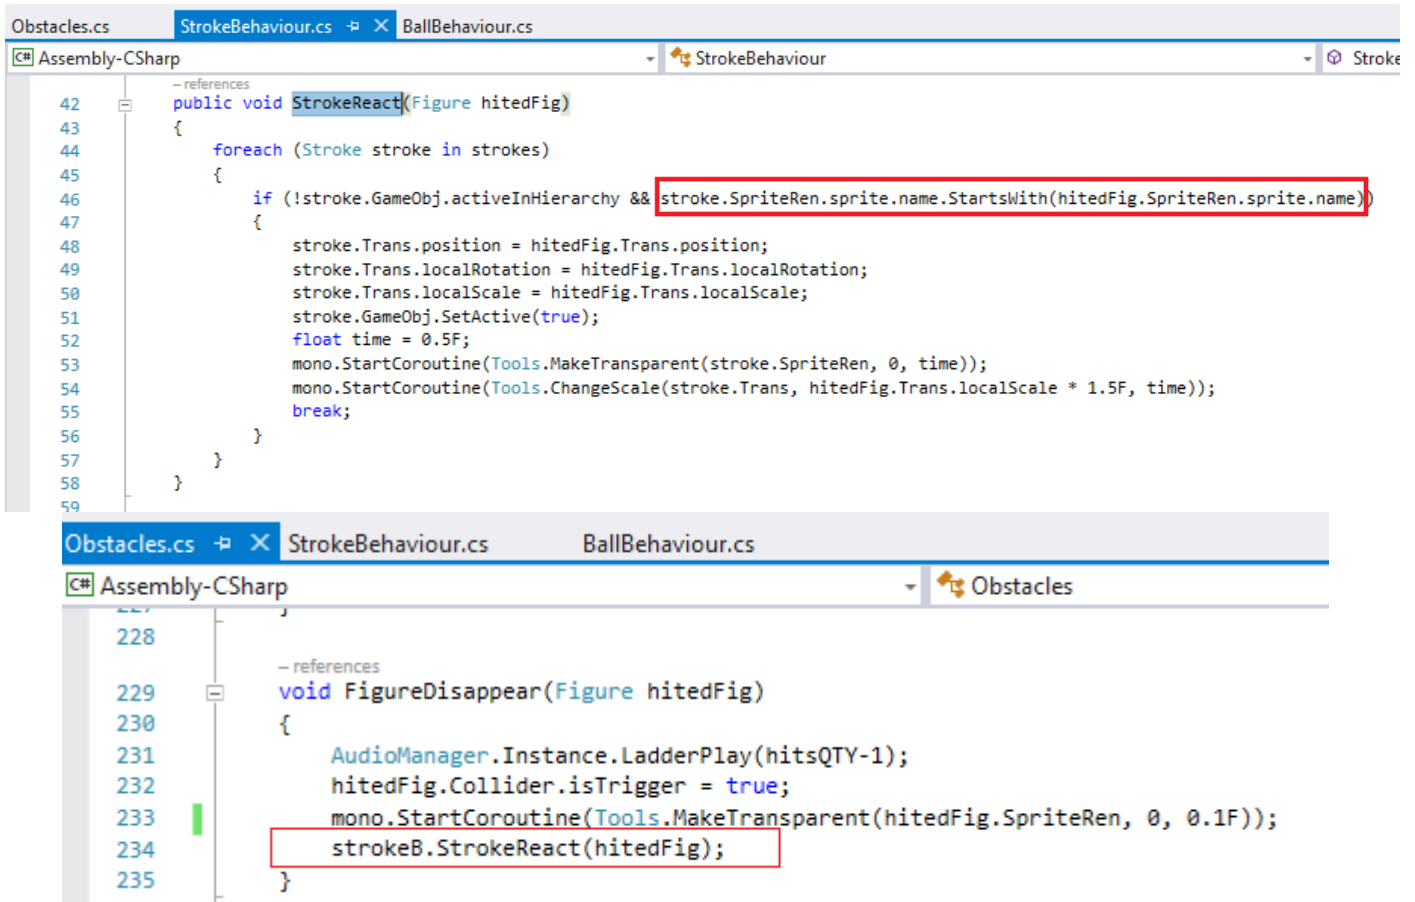 Obstacles.cs StrokeBehaviour.cs BallBehaviour.cs
C# Assembly-CSharp StrokeBehaviour Stroke
– references
42 public void StrokeReact(Figure hitedFig)
43 {
44 foreach (Stroke stroke in strokes)
45 {
46 if (!stroke.GameObj.activeInHierarchy && stroke.SpriteRen.sprite.name.StartsWith(hitedFig.SpriteRen.sprite.name))
47 {
48 stroke.Trans.position = hitedFig.Trans.position;
49 stroke.Trans.localRotation = hitedFig.Trans.localRotation;
50 stroke.Trans.localScale = hitedFig.Trans.localScale;
51 stroke.GameObj.SetActive(true);
52 float time = 0.5F;
53 mono.StartCoroutine(Tools.MakeTransparent(stroke.SpriteRen, 0, time));
54 mono.StartCoroutine(Tools.ChangeScale(stroke.Trans, hitedFig.Trans.localScale * 1.5F, time));
55 break;
56 }
57 }
58 }
59
Obstacles.cs StrokeBehaviour.cs BallBehaviour.cs
C# Assembly-CSharp Obstacles
227 }
228
– references
229 void FigureDisappear(Figure hitedFig)
230 {
231 AudioManager.Instance.LadderPlay(hitsQTY-1);
232 hitedFig.Collider.isTrigger = true;
233 mono.StartCoroutine(Tools.MakeTransparent(hitedFig.SpriteRen, 0, 0.1F));
234 strokeB.StrokeReact(hitedFig);
235 }